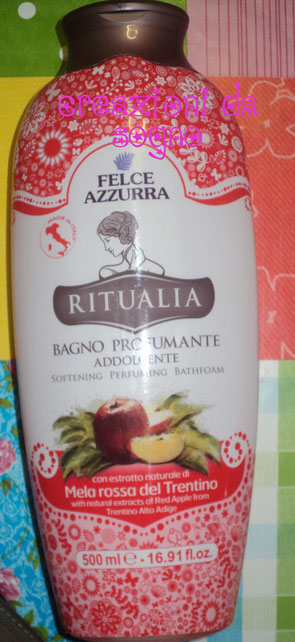 creazioni da
sogno
FELCE
AZZURRA
MADE IN ITALY
RITUALIA
BAGNO PROFUMANTE
ADDOLCENTE
SOFTENING PERFUMING BATHFOAM
con estratto naturale di
Mela rossa del Trentino
with natural extracts of Red Apple from
Trentino Alto Adige
500 ml e - 16.91 fl.oz.